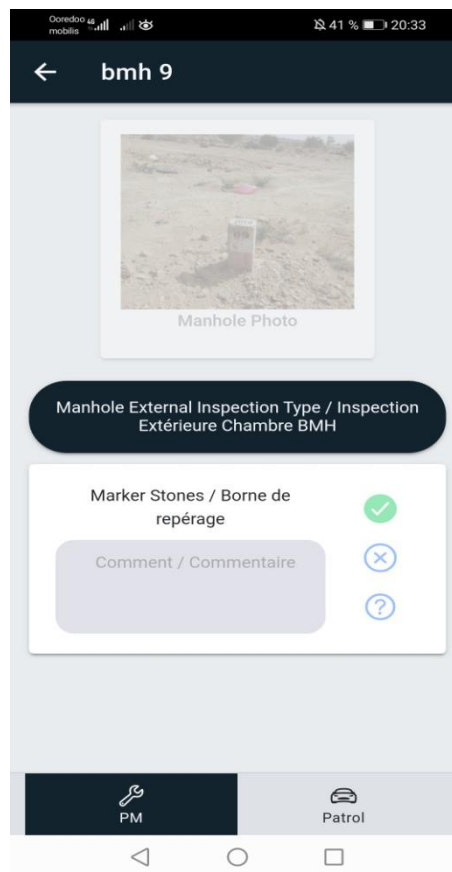 Ooredoo 4G
mobilis
41 % 20:33
bmh 9
Manhole Photo
Manhole External Inspection Type / Inspection
Extérieure Chambre BMH
Marker Stones / Borne de
repérage
Comment / Commentaire
PM
Patrol